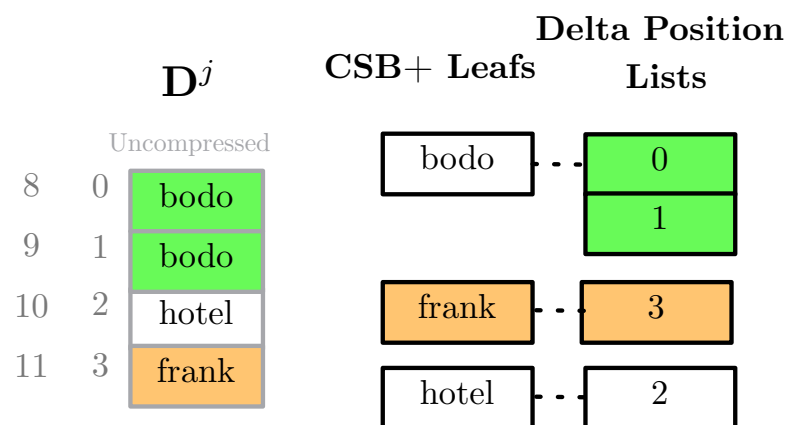 D^j
Uncompressed
8 0 bodo
9 1 bodo
10 2 hotel
11 3 frank
CSB+ Leafs
Delta Position
Lists
bodo 0
1
frank 3
hotel 2